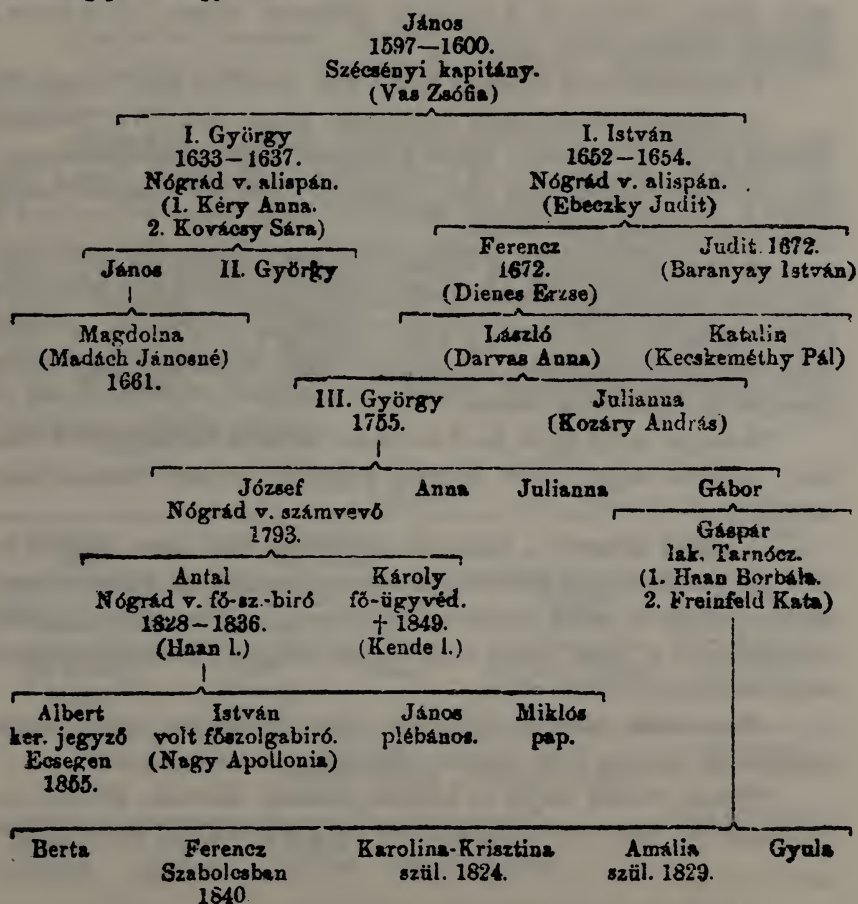 János
1597—1600.
Szécsényi kapitány.
(Vas Zsófia)
I. György
1633—1637.
Nógrád v. alispán.
(1. Kéry Anna.
2. Kovácsy Sára)
I. István
1652—1654.
Nógrád v. alispán.
(Ebeczky Judit)
János II. György
Ferencz
1672.
(Dienes Erzse)
Judit. 1672.
(Baranyay István)
Magdolna
(Madách Jánosné)
1661.
László
(Darvas Anna)
Katalin
(Kecskeméthy Pál)
III. György
1755.
Julianna
(Kozáry András)
József
Nógrád v. számvevő
1793.
Anna
Julianna
Gábor
Gáspár
lak. Tarnócz.
(1. Haan Borbála.
2. Freinfeld Kata)
Antal
Nógrád v. fő-sz.-biró
1828—1836.
(Haan l.)
Károly
fő-ügyvéd.
† 1849.
(Kende l.)
Albert
ker. jegyző
Ecsegen
1855.
István
volt főszolgabiró.
(Nagy Apollonia)
János
plébános.
Miklós
pap.
Berta
Ferencz
Szabolcsban
1840
Karolina-Krisztina
szül. 1824.
Amália
szül. 1829.
Gyula